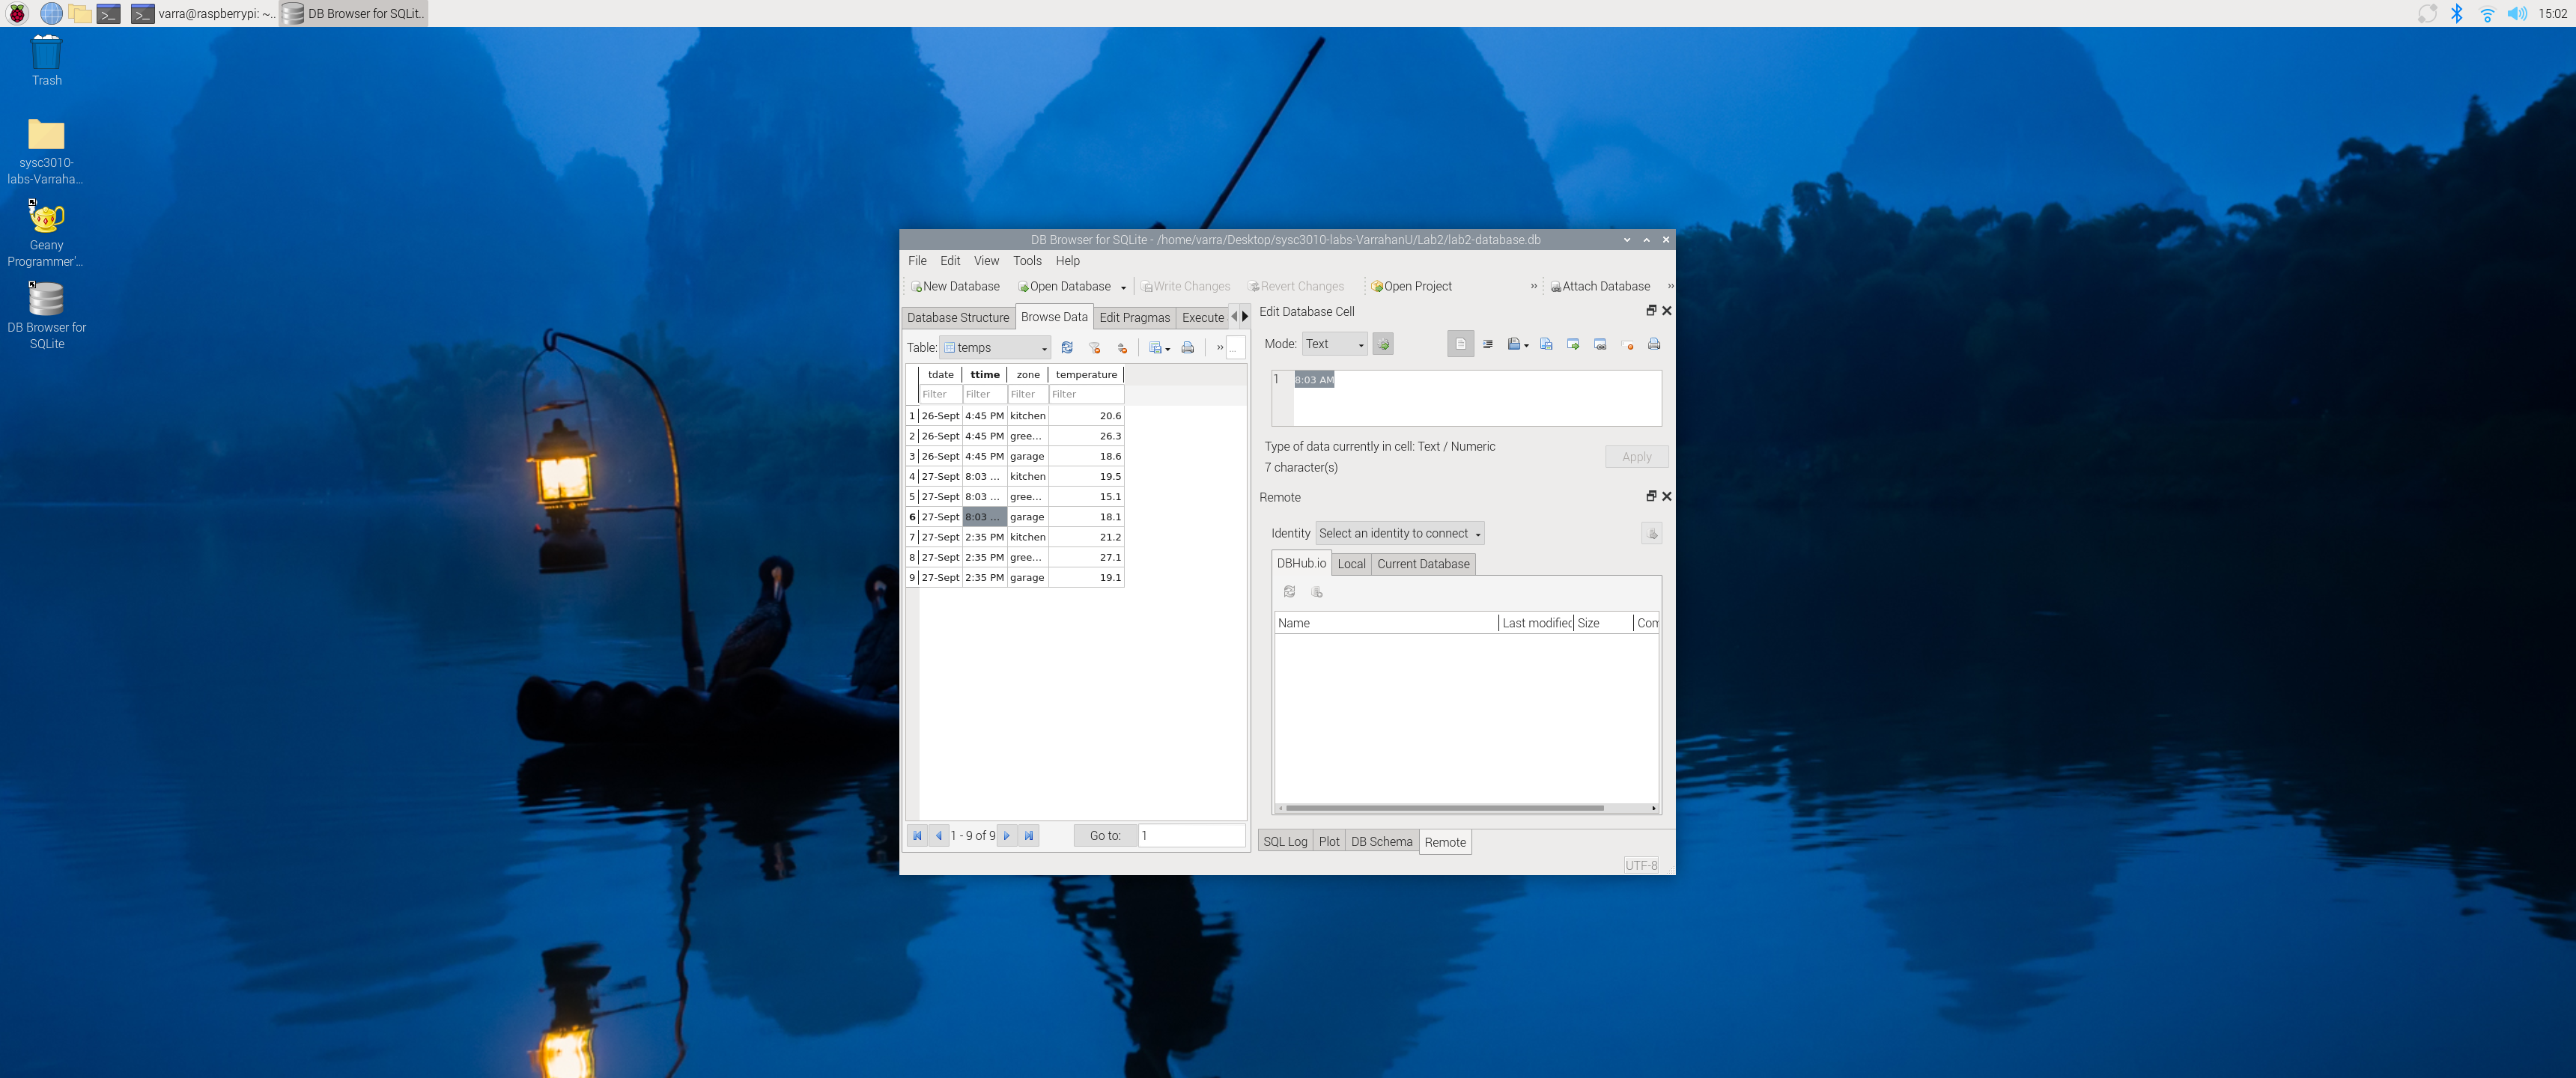 varra@raspberrypi: ~..
DB Browser for SQLit..
15:02
Trash
sysc3010-
labs-Varraha...
Geany
Programmer'...
DB Browser for
SQLite
DB Browser for SQLite - /home/varra/Desktop/sysc3010-labs-VarrahanU/Lab2/lab2-database.db
File Edit View Tools Help
New Database Open Database Write Changes Revert Changes Open Project Attach Database
Database Structure Browse Data Edit Pragmas Execute
Table: temps
tdate ttime zone temperature
Filter Filter Filter Filter
1 26-Sept 4:45 PM kitchen 20.6
2 26-Sept 4:45 PM gree... 26.3
3 26-Sept 4:45 PM garage 18.6
4 27-Sept 8:03 ... kitchen 19.5
5 27-Sept 8:03 ... gree... 15.1
6 27-Sept 8:03 ... garage 18.1
7 27-Sept 2:35 PM kitchen 21.2
8 27-Sept 2:35 PM gree... 27.1
9 27-Sept 2:35 PM garage 19.1
1 - 9 of 9
Go to: 1
Edit Database Cell
Mode: Text
1 8:03 AM
Type of data currently in cell: Text / Numeric
7 character(s)
Apply
Remote
Identity Select an identity to connect
DBHub.io Local Current Database
Name Last modified Size Com
SQL Log Plot DB Schema Remote
UTF-8